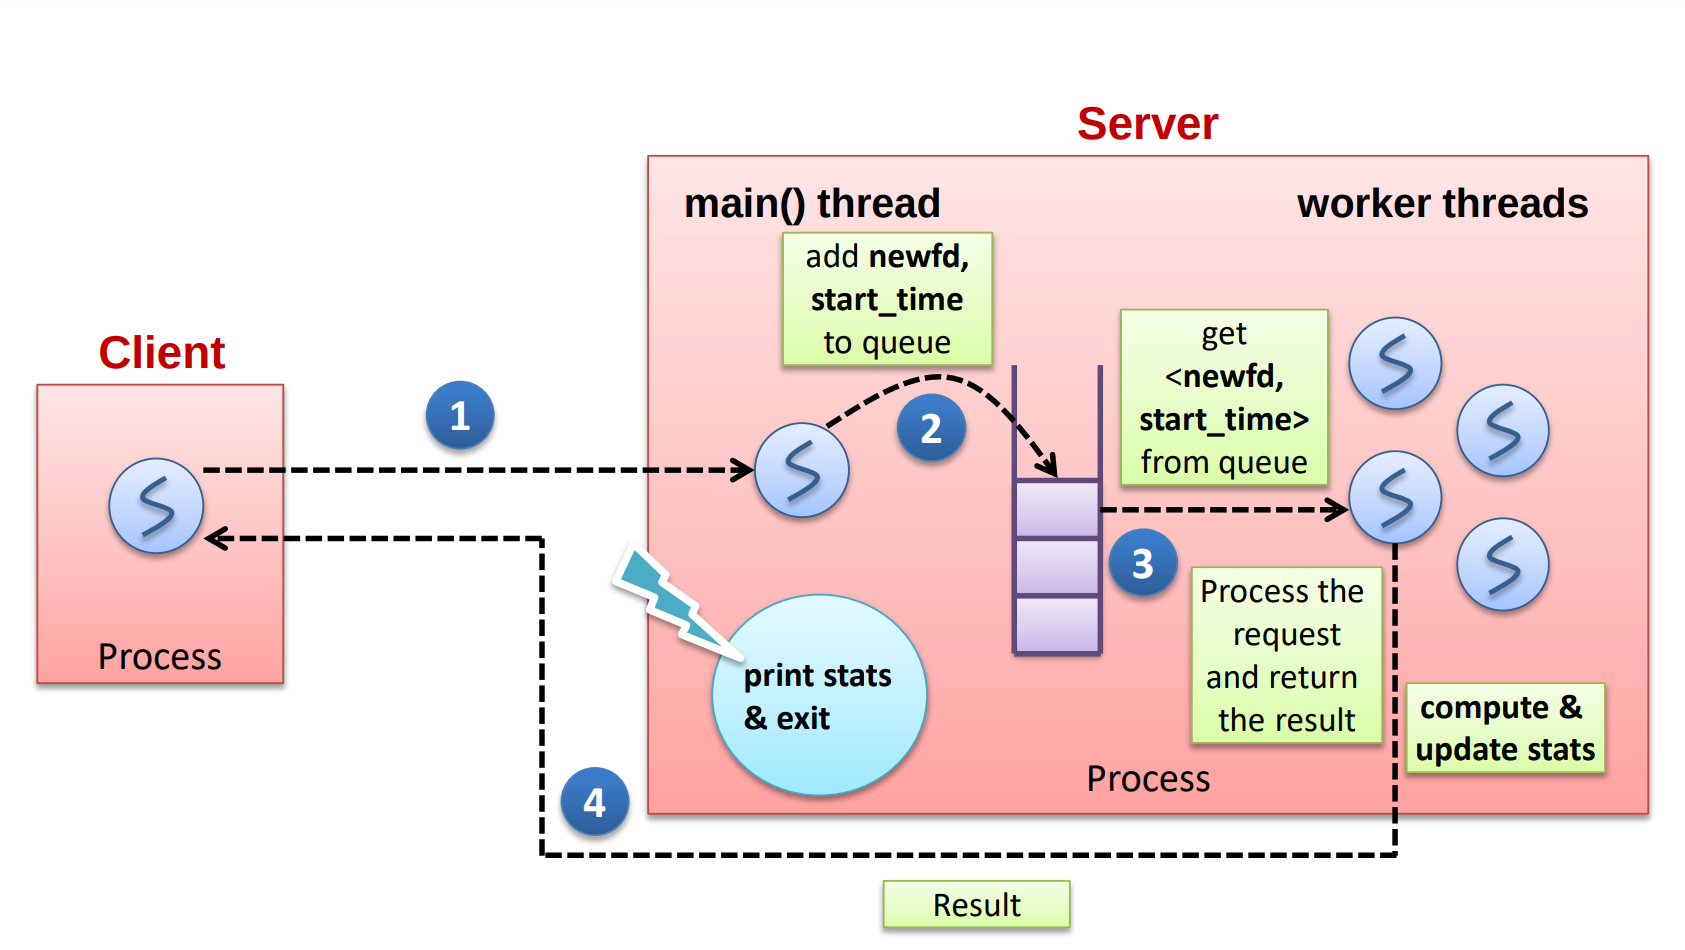 Server
main() thread
worker threads
add newfd,
start_time
to queue
get
<newfd,
start_time>
from queue
Client
1
2
3
Process
print stats
& exit
Process the
request
and return
the result
compute &
update stats
Process
4
Result